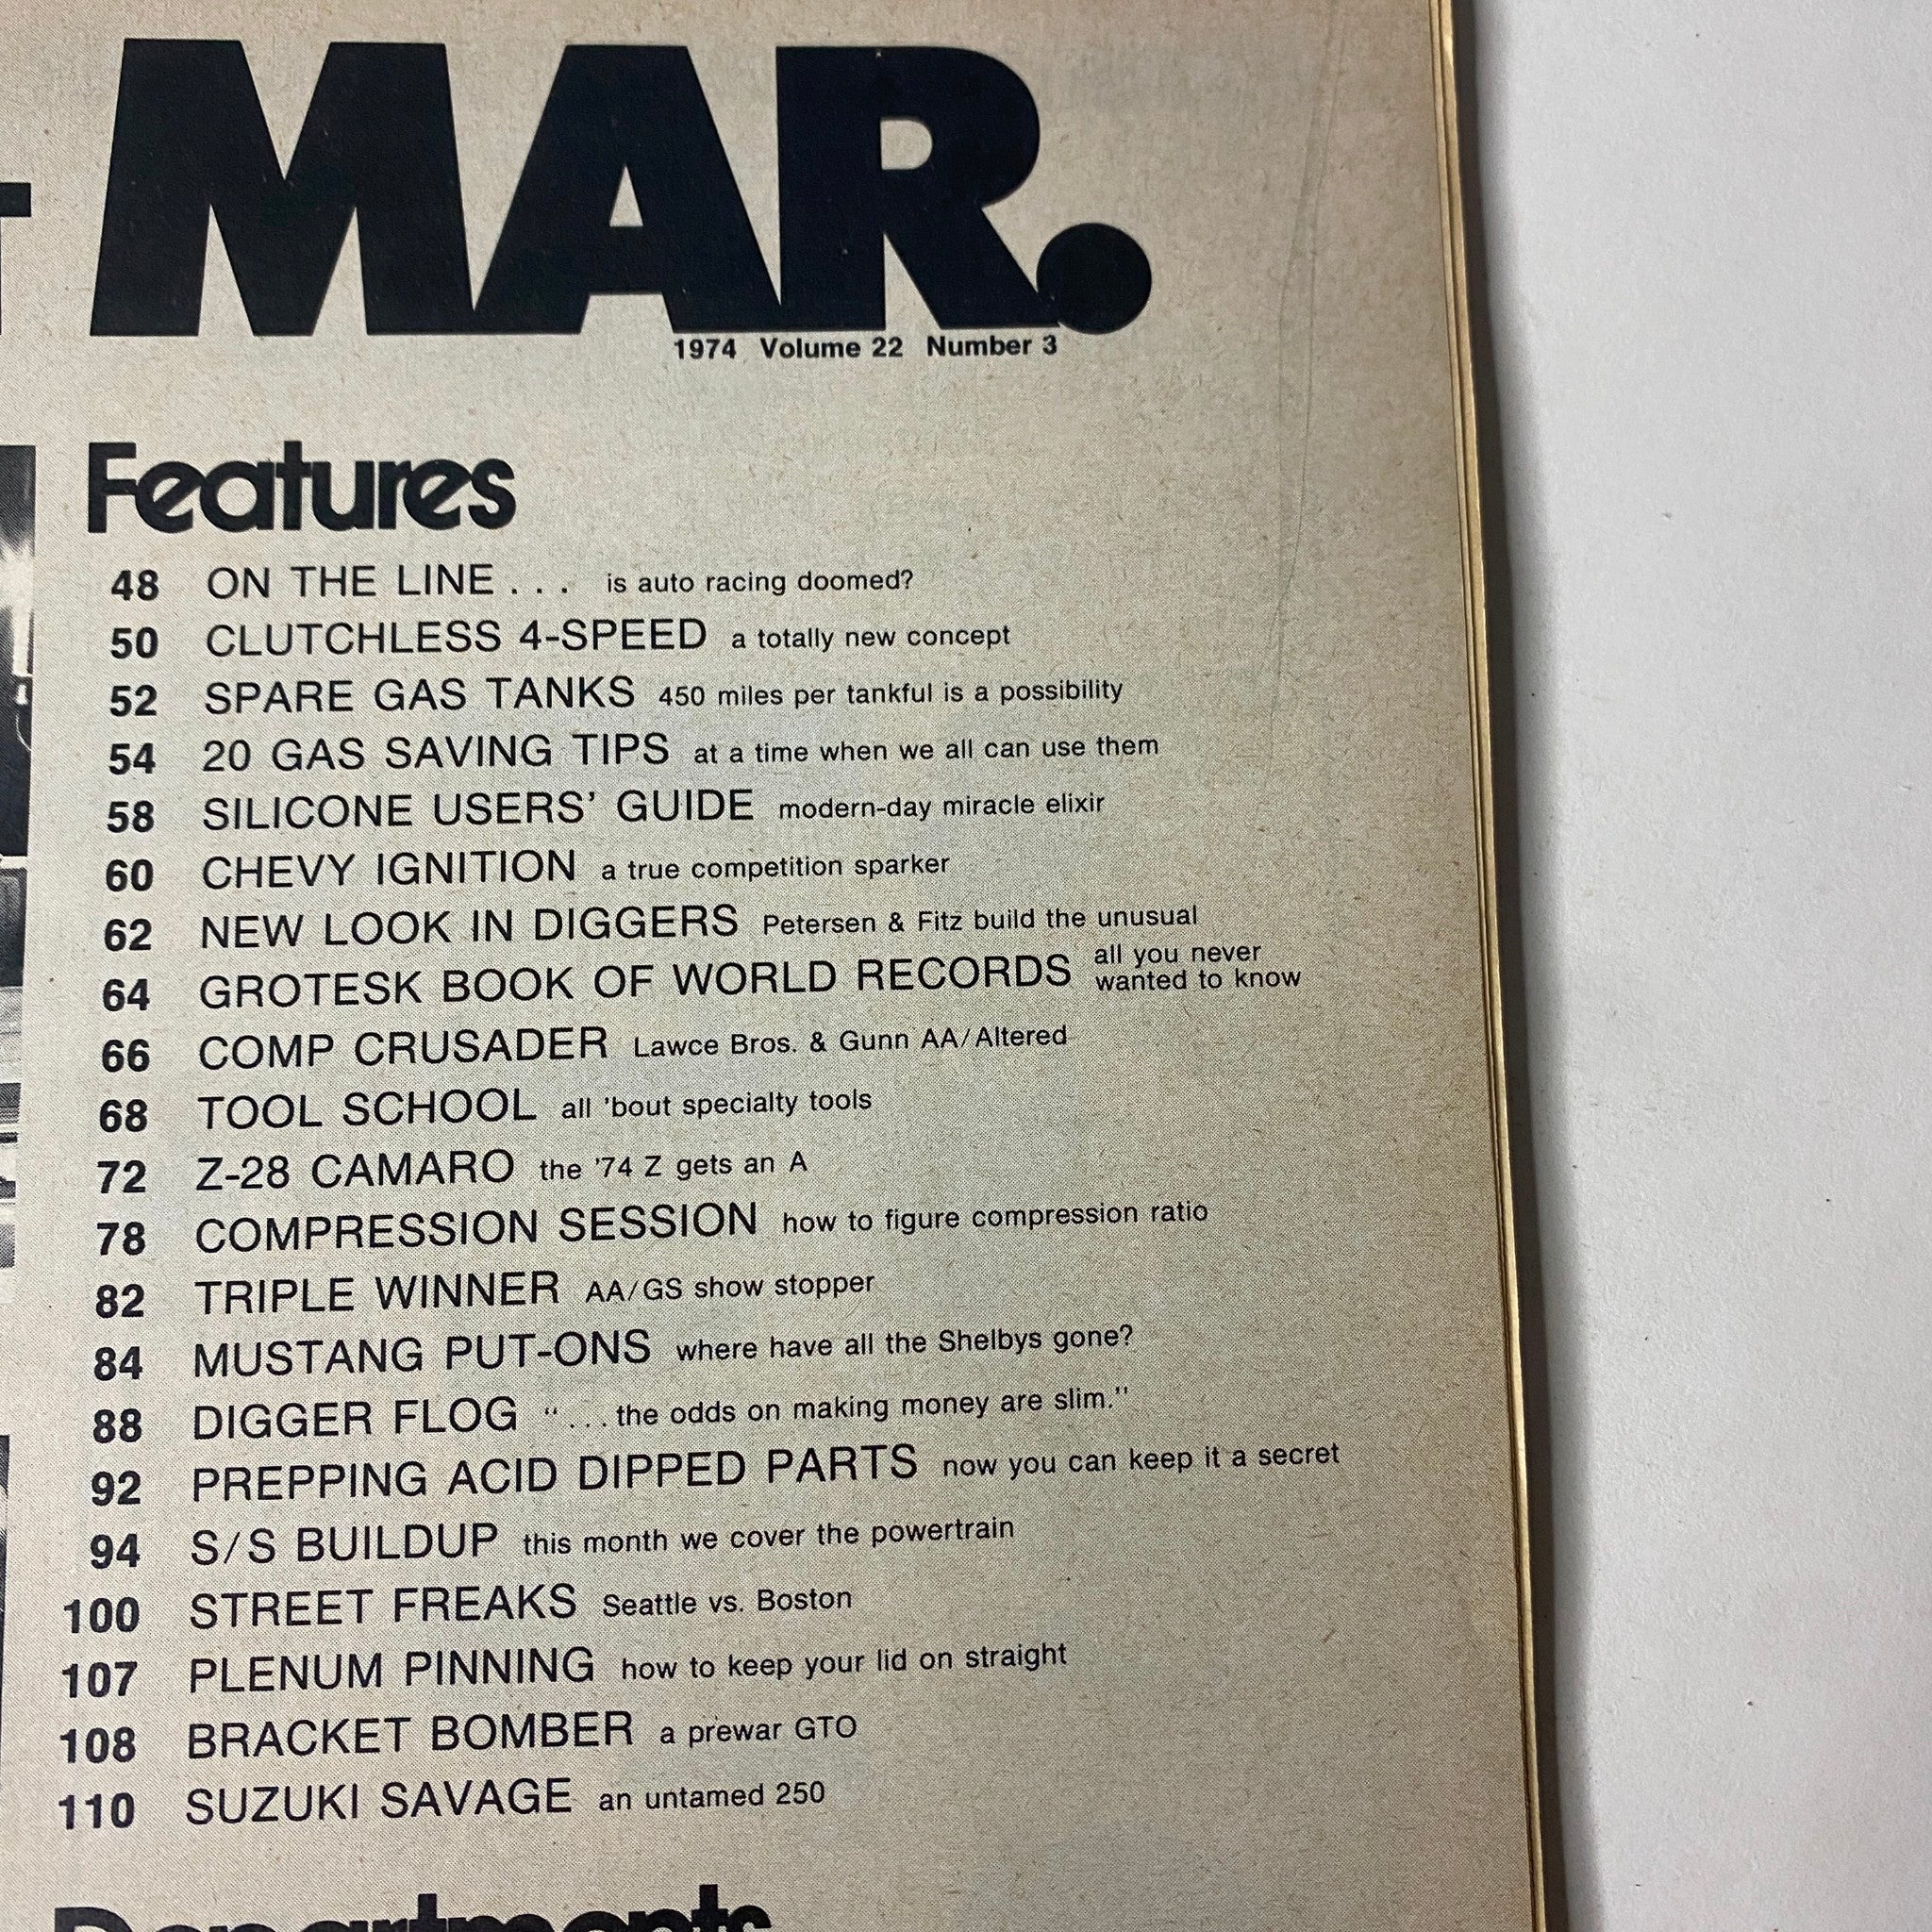 MAR.
1974 Volume 22 Number 3
Features
48 ON THE LINE . . . is auto racing doomed?
50 CLUTCHLESS 4-SPEED a totally new concept
52 SPARE GAS TANKS 450 miles per tankful is a possibility
54 20 GAS SAVING TIPS at a time when we all can use them
58 SILICONE USERS’ GUIDE modern-day miracle elixir
60 CHEVY IGNITION a true competition sparker
62 NEW LOOK IN DIGGERS Petersen & Fitz build the unusual
64 GROTESK BOOK OF WORLD RECORDS all you never
wanted to know
66 COMP CRUSADER Lawce Bros. & Gunn AA/Altered
68 TOOL SCHOOL all ’bout specialty tools
72 Z-28 CAMARO the ’74 Z gets an A
78 COMPRESSION SESSION how to figure compression ratio
82 TRIPLE WINNER AA/GS show stopper
84 MUSTANG PUT-ONS where have all the Shelbys gone?
88 DIGGER FLOG “. . . the odds on making money are slim.”
92 PREPPING ACID DIPPED PARTS now you can keep it a secret
94 S/S BUILDUP this month we cover the powertrain
100 STREET FREAKS Seattle vs. Boston
107 PLENUM PINNING how to keep your lid on straight
108 BRACKET BOMBER a prewar GTO
110 SUZUKI SAVAGE an untamed 250
Departments